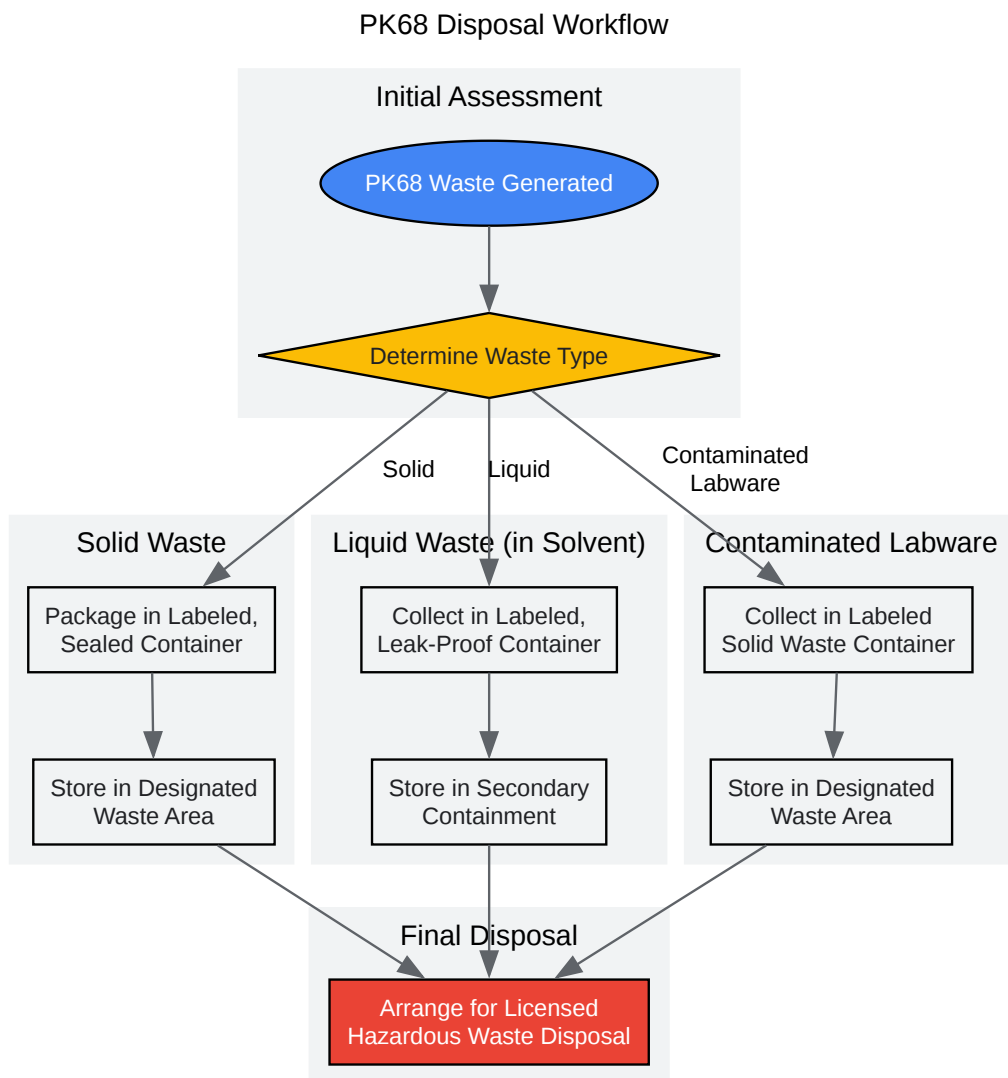 PK68 Disposal Workflow
Initial Assessment
PK68 Waste Generated
Determine Waste Type
Solid
Liquid
Contaminated
Labware
Solid Waste
Package in Labeled,
Sealed Container
Store in Designated
Waste Area
Liquid Waste (in Solvent)
Collect in Labeled,
Leak-Proof Container
Store in Secondary
Containment
Contaminated Labware
Collect in Labeled
Solid Waste Container
Store in Designated
Waste Area
Final Disposal
Arrange for Licensed
Hazardous Waste Disposal